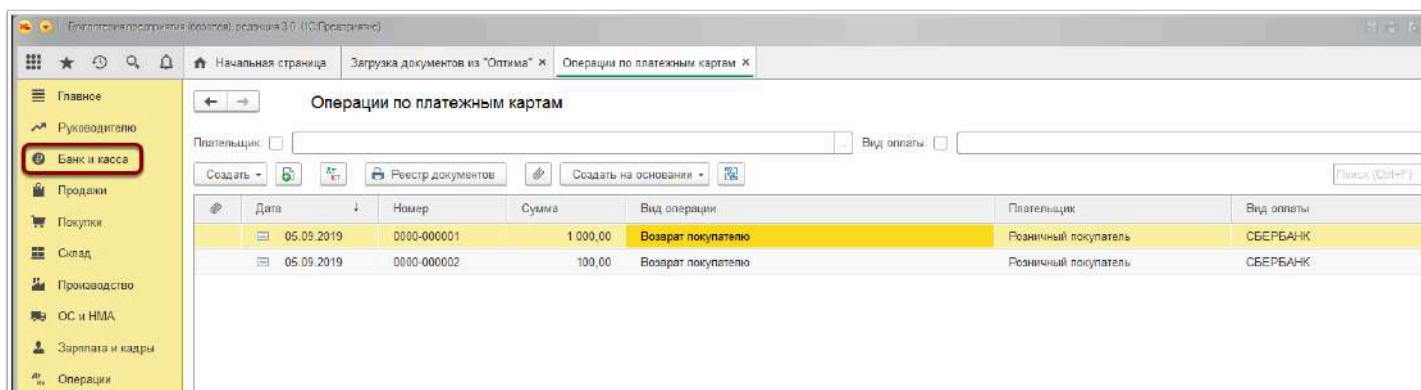 Бухгалтерия предприятия (базовая), редакция 3.0 (1С:Предприятие)
Начальная страница Загрузка документов из "Оптима" × Операции по платежным картам ×
Главное
Руководителю
Банк и касса
Продажи
Покупки
Склад
Производство
ОС и НМА
Зарплата и кадры
Операции
Операции по платежным картам
Плательщик: Вид оплаты:
Создать Реестр документов Создать на основании Поиск (Ctrl+F)
Дата ↓ Номер Сумма Вид операции Плательщик Вид оплаты
05.09.2019 0000-000001 1 000,00 Возврат покупателю Розничный покупатель СБЕРБАНК
05.09.2019 0000-000002 100,00 Возврат покупателю Розничный покупатель СБЕРБАНК